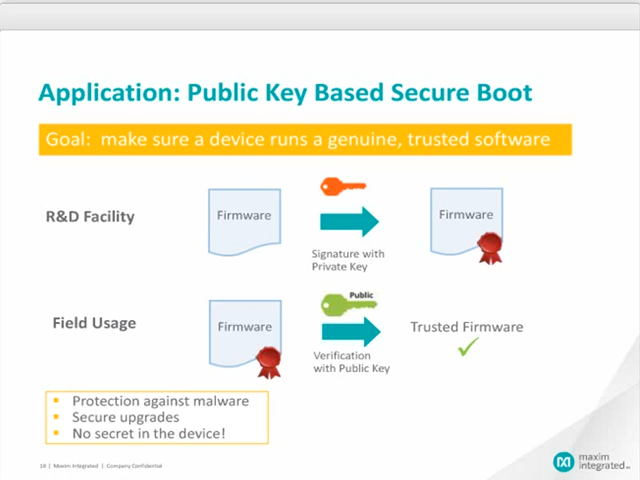 Application: Public Key Based Secure Boot
Goal: make sure a device runs a genuine, trusted software
R&D Facility
Firmware
Signature with
Private Key
Firmware
Field Usage
Firmware
Public
Verification
with Public Key
Trusted Firmware
▪ Protection against malware
▪ Secure upgrades
▪ No secret in the device!
18 | Maxim Integrated | Company Confidential
maxim
integrated™